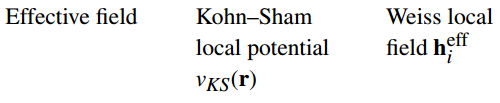 Effective field Kohn–Sham Weiss local
local potential field h_i^eff
v_KS(r)